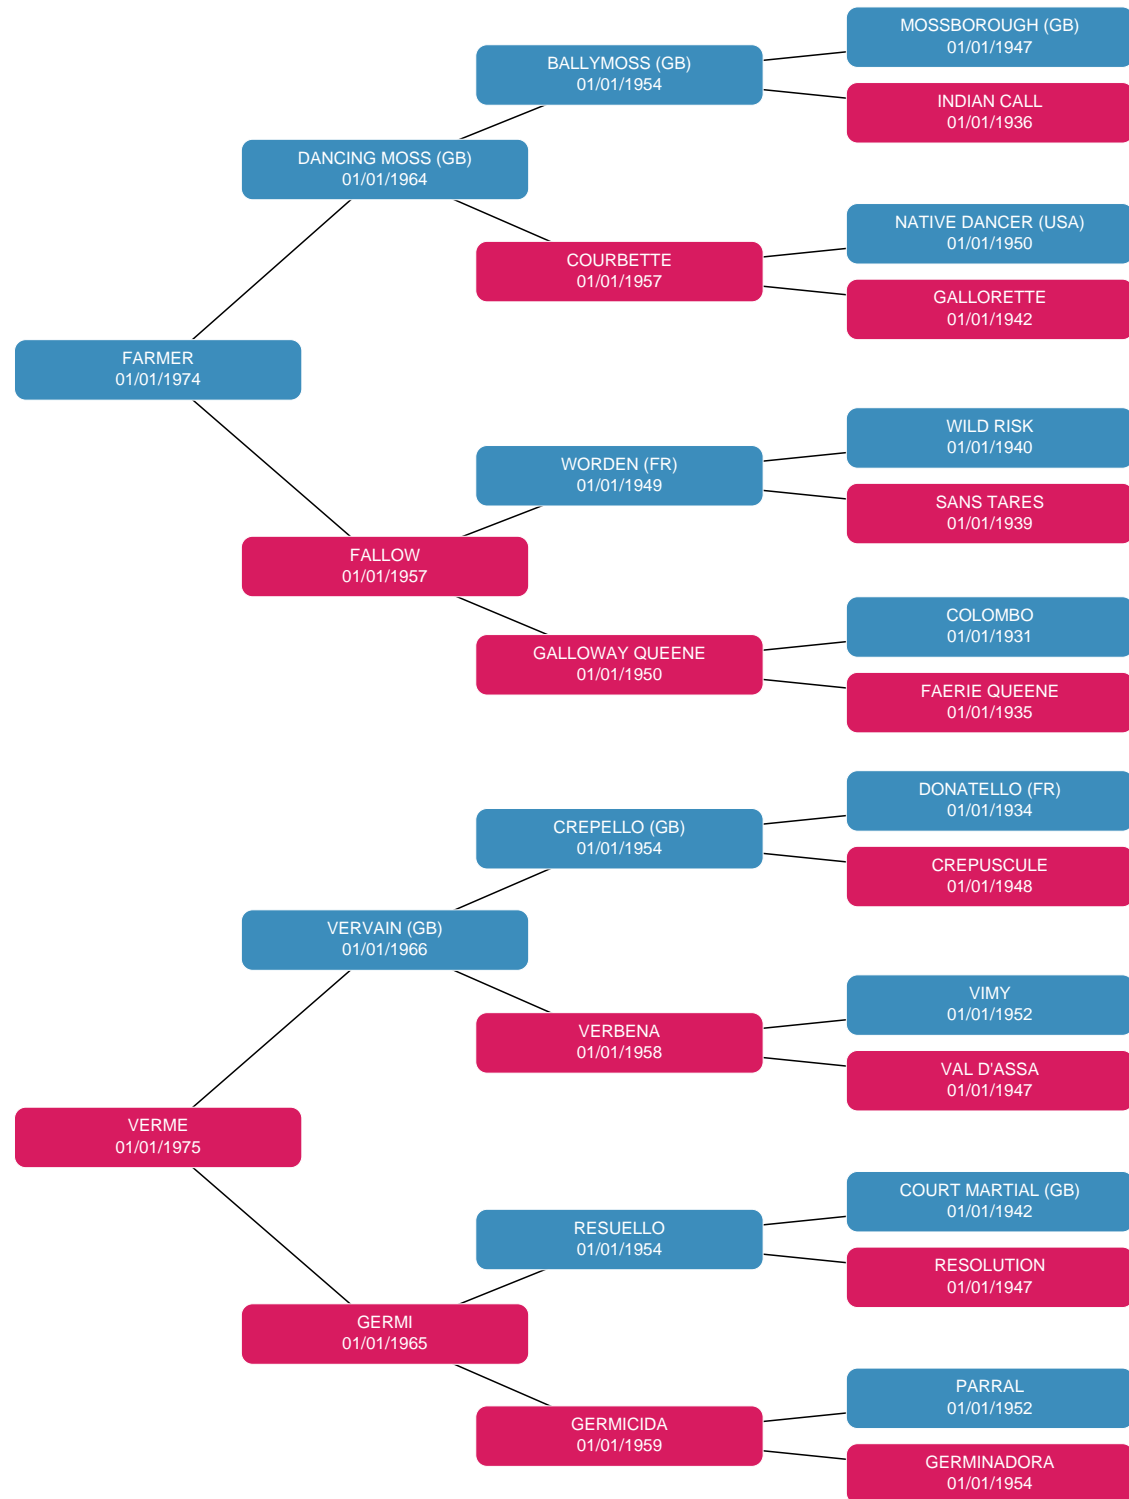 MOSSBOROUGH (GB)
01/01/1947
BALLYMOSS (GB)
01/01/1954
INDIAN CALL
01/01/1936
DANCING MOSS (GB)
01/01/1964
NATIVE DANCER (USA)
01/01/1950
COURBETTE
01/01/1957
GALLORETTE
01/01/1942
FARMER
01/01/1974
WILD RISK
01/01/1940
WORDEN (FR)
01/01/1949
SANS TARES
01/01/1939
FALLOW
01/01/1957
COLOMBO
01/01/1931
GALLOWAY QUEENE
01/01/1950
FAERIE QUEENE
01/01/1935
DONATELLO (FR)
01/01/1934
CREPELLO (GB)
01/01/1954
CREPUSCULE
01/01/1948
VERVAIN (GB)
01/01/1966
VIMY
01/01/1952
VERBENA
01/01/1958
VAL D'ASSA
01/01/1947
VERME
01/01/1975
COURT MARTIAL (GB)
01/01/1942
RESUELLO
01/01/1954
RESOLUTION
01/01/1947
GERMI
01/01/1965
PARRAL
01/01/1952
GERMICIDA
01/01/1959
GERMINADORA
01/01/1954